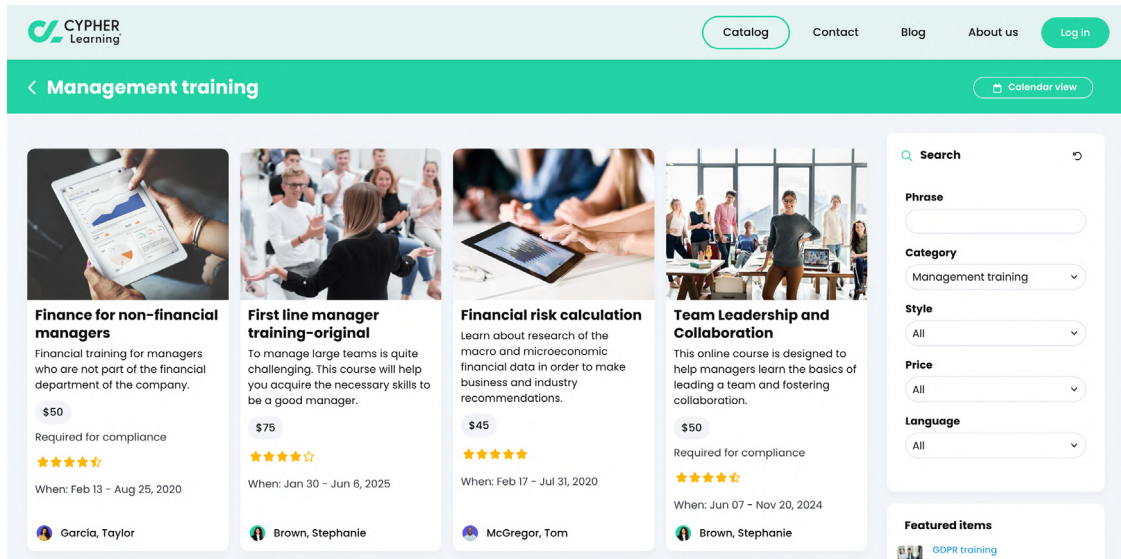 CYPHER
Learning
Catalog
Contact
Blog
About us
Log in
Management training
Calendar view
Finance for non-financial
managers
Financial training for managers
who are not part of the financial
department of the company.
$50
Required for compliance
When: Feb 13 - Aug 25, 2020
García, Taylor
First line manager
training-original
To manage large teams is quite
challenging. This course will help
you acquire the necessary skills to
be a good manager.
$75
When: Jan 30 - Jun 6, 2025
Brown, Stephanie
Financial risk calculation
Learn about research of the
macro and microeconomic
financial data in order to make
business and industry
recommendations.
$45
When: Feb 17 - Jul 31, 2020
McGregor, Tom
Team Leadership and
Collaboration
This online course is designed to
help managers learn the basics of
leading a team and fostering
collaboration.
$50
Required for compliance
When: Jun 07 - Nov 20, 2024
Brown, Stephanie
Search
Phrase
Category
Management training
Style
All
Price
All
Language
All
Featured items
GDPR training